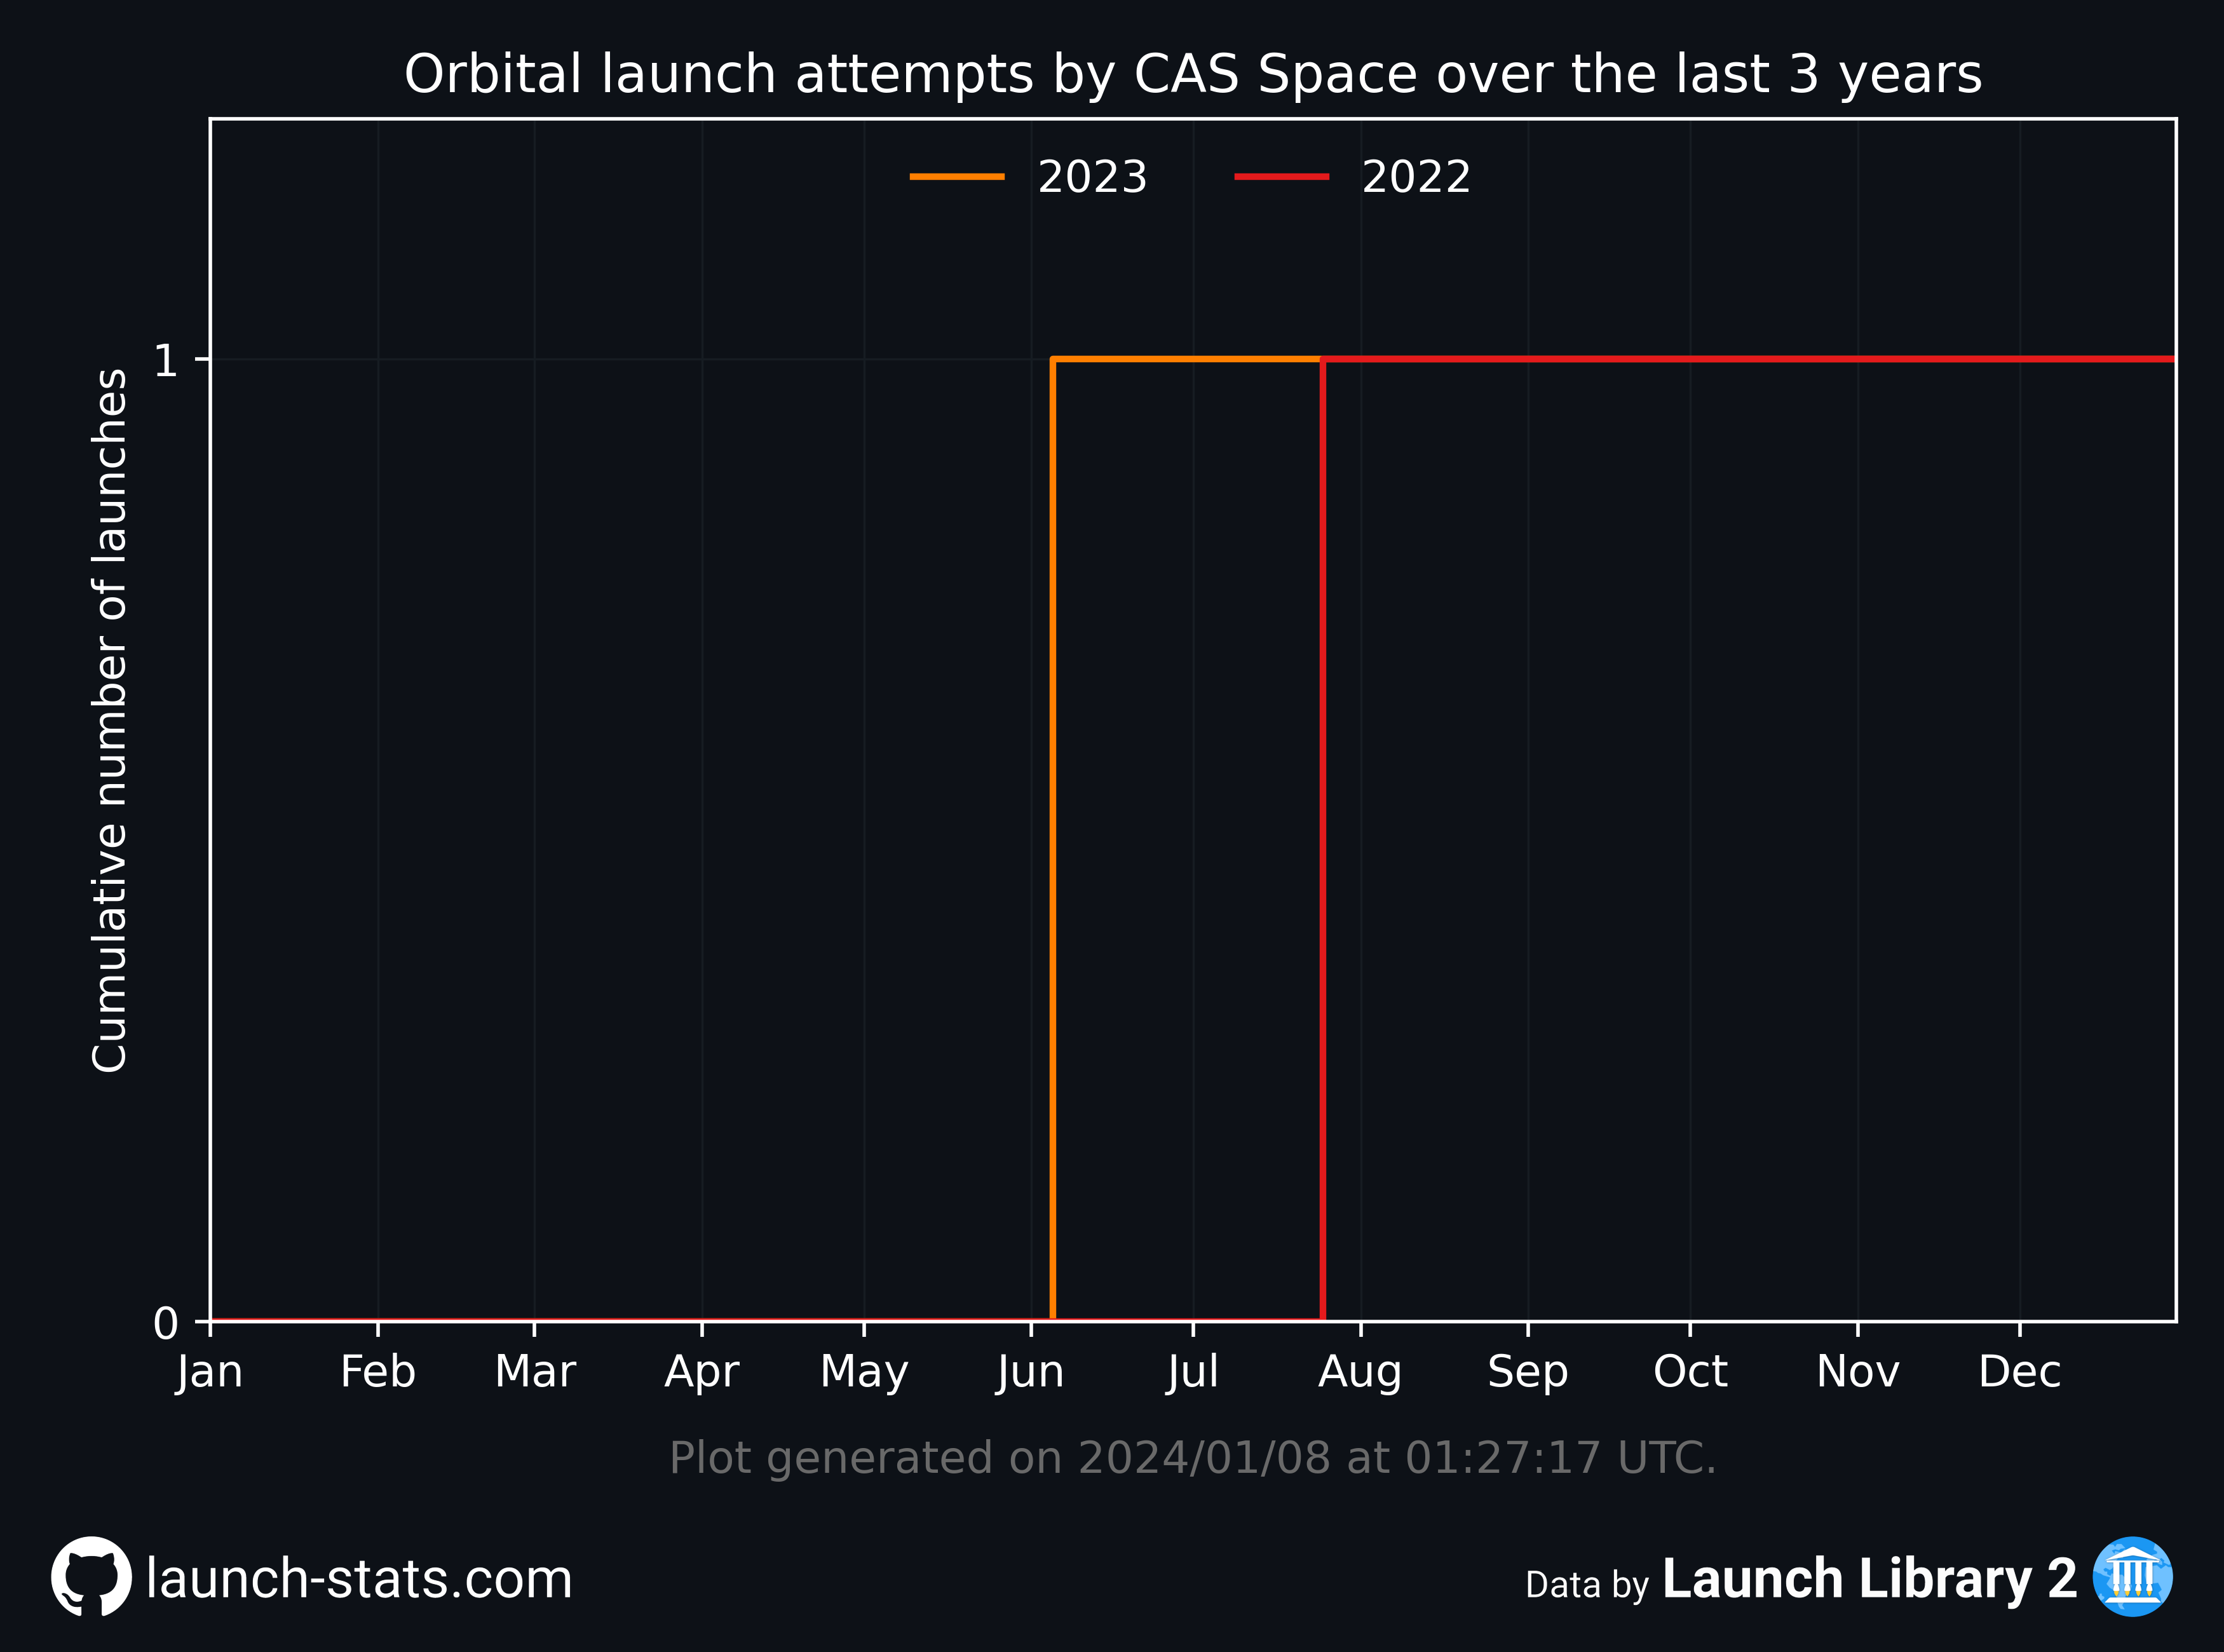 Orbital launch attempts by CAS Space over the last 3 years
2023 2022
Cumulative number of launches
1
0
Jan Feb Mar Apr May Jun Jul Aug Sep Oct Nov Dec
Plot generated on 2024/01/08 at 01:27:17 UTC.
launch-stats.com
Data by Launch Library 2